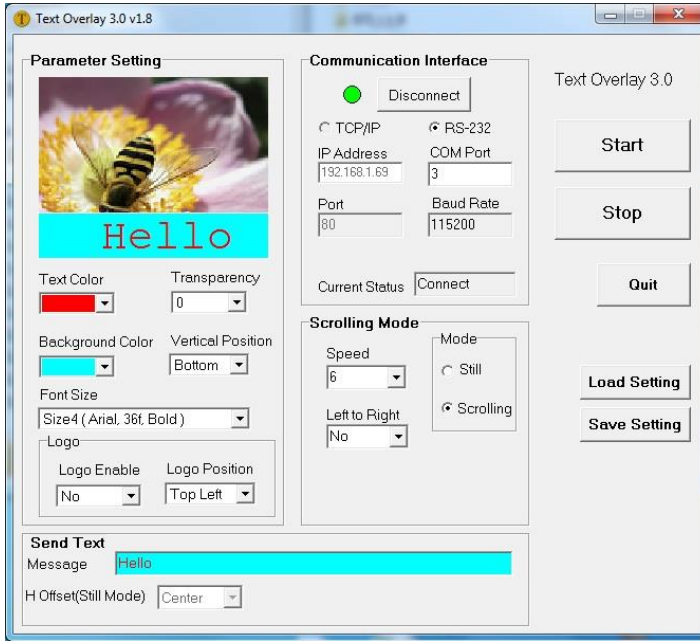 Text Overlay 3.0 v1.8
Parameter Setting
Hello
Text Color
Transparency
0
Background Color
Vertical Position
Bottom
Font Size
Size4 ( Arial, 36f, Bold )
Logo
Logo Enable
Logo Position
No
Top Left
Communication Interface
Disconnect
TCP/IP
RS-232
IP Address
COM Port
192.168.1.69
3
Port
Baud Rate
80
115200
Current Status
Connect
Scrolling Mode
Speed
6
Left to Right
No
Mode
Still
Scrolling
Text Overlay 3.0
Start
Stop
Quit
Load Setting
Save Setting
Send Text
Message
Hello
H Offset(Still Mode)
Center